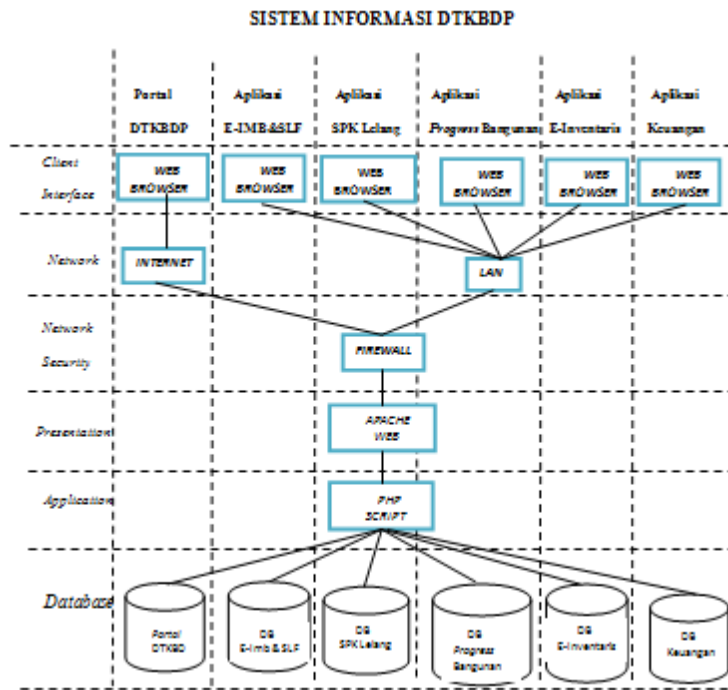 SISTEM INFORMASI DTKBDP
Portal
DTKBDP
Aplikasi
E-IMB &SLF
Aplikasi
SPK Lelang
Aplikasi
Progress Bangunan
Aplikasi
E-Inventaris
Aplikasi
Keuangan
Client
Interface
WEB
BROWSER
WEB
BROWSER
WEB
BROWSER
WEB
BROWSER
WEB
BROWSER
WEB
BROWSER
Network
INTERNET
LAN
Network
Security
FIREWALL
Presentation
APACHE
WEB
Application
PHP
SCRIPT
Database
Portal
DTKBD
DB
E-Imb & SLF
DB
SPK Lelang
DB
Progress
Bangunan
DB
E-Inventaris
DB
Keuangan